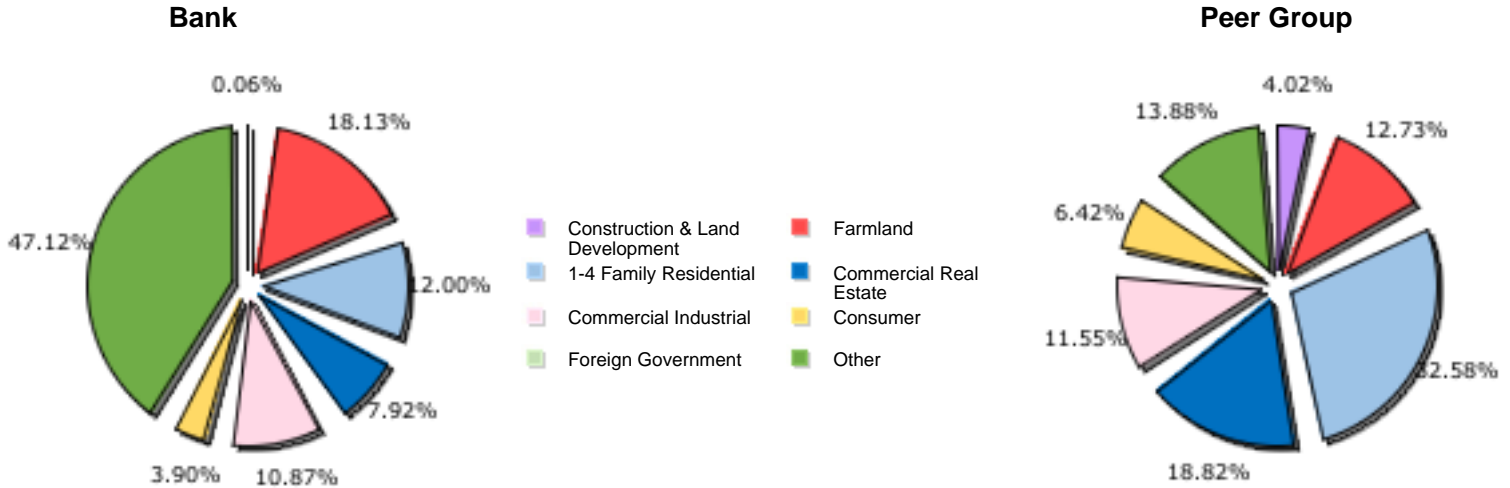 Bank
0.06%
18.13%
47.12%
12.00%
7.92%
3.90%
10.87%
Construction & Land
Development
Farmland
1-4 Family Residential
Commercial Real
Estate
Commercial Industrial
Consumer
Foreign Government
Other
Peer Group
4.02%
13.88%
12.73%
6.42%
11.55%
32.58%
18.82%